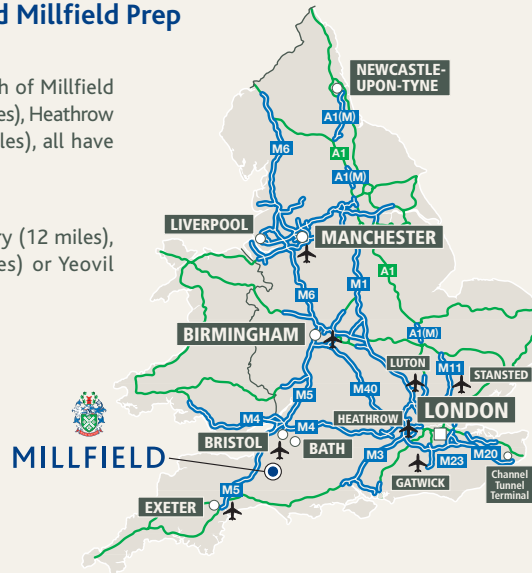 d Millfield Prep
h of Millfield
es), Heathrow
les), all have
ry (12 miles),
es) or Yeovil
NEWCASTLE-
UPON-TYNE
A1(M)
A1
M6
A1(M)
LIVERPOOL
MANCHESTER
A1
M6
M1
A1(M)
BIRMINGHAM
LUTON
M11
STANSTED
M5
M40
M4
M4
HEATHROW
LONDON
BRISTOL
BATH
MILLFIELD
M3
M23
M20
GATWICK
Channel
Tunnel
Terminal
M5
EXETER